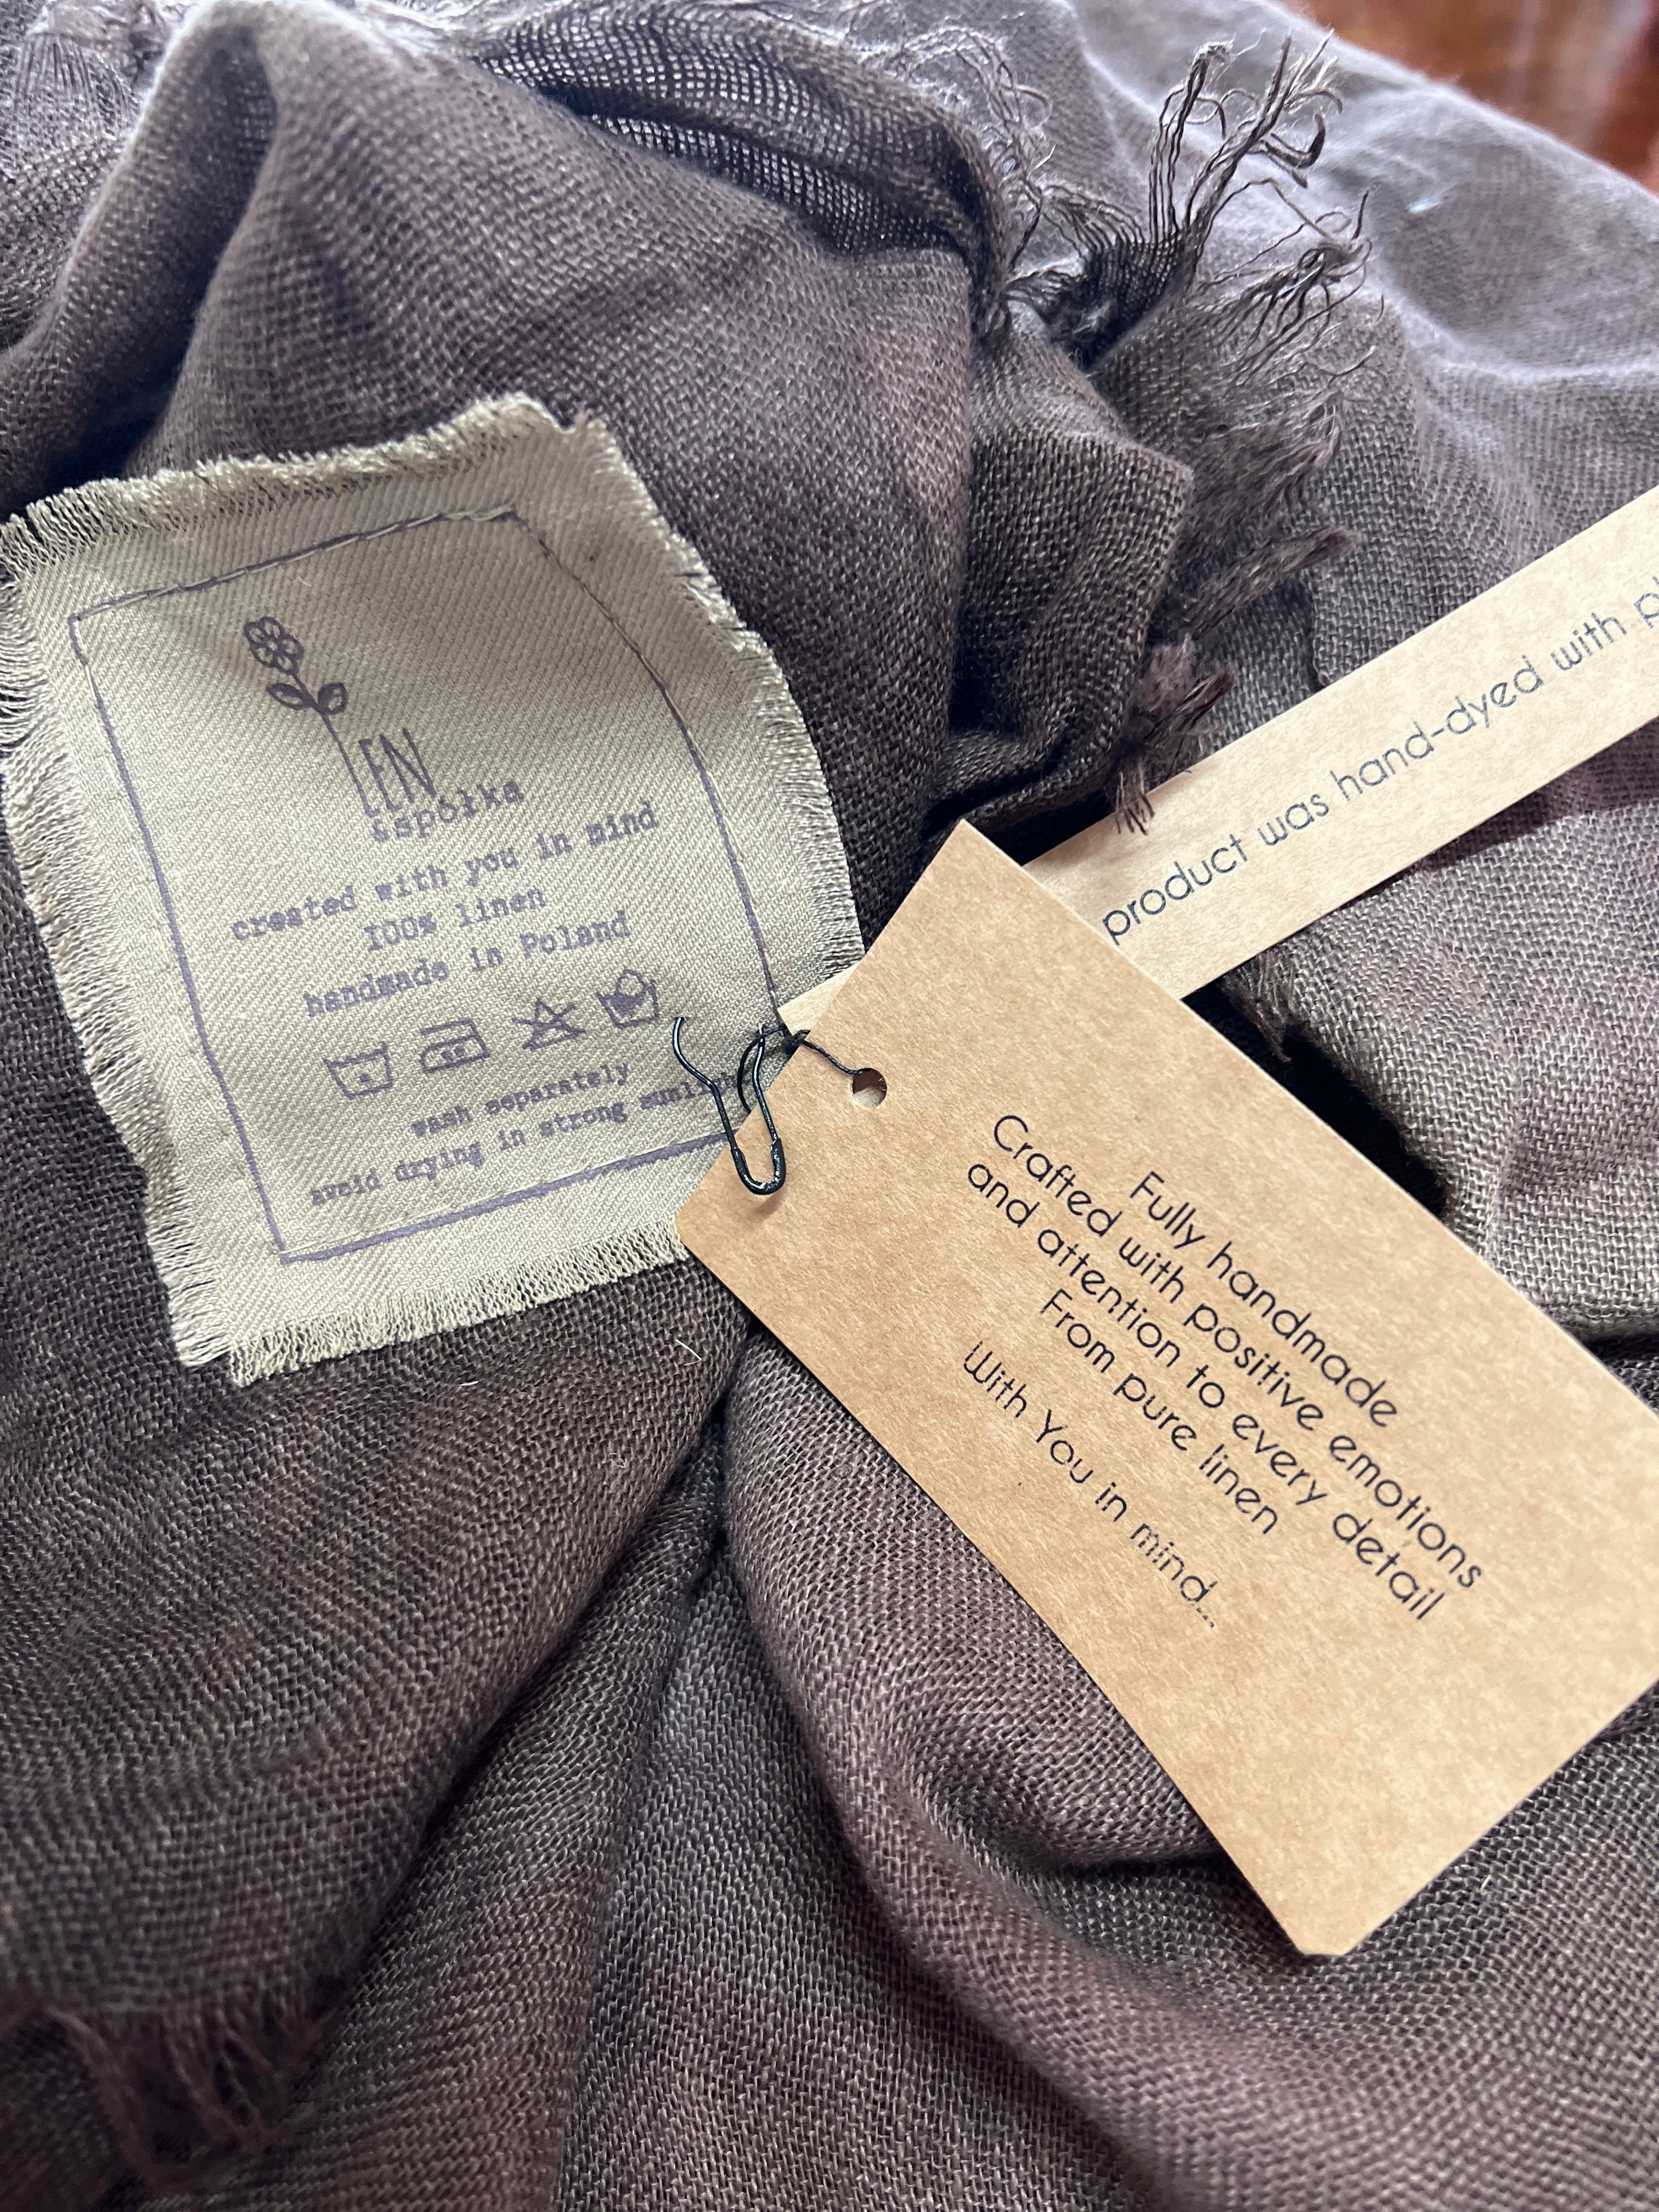 LEN
&spółka
created with you in mind
100% linen
handmade in Poland
wash separately
avoid drying in strong
product was hand-dyed with
Fully handmade
Crafted with positive emotions
and attention to every detail
From pure linen
With You in mind...